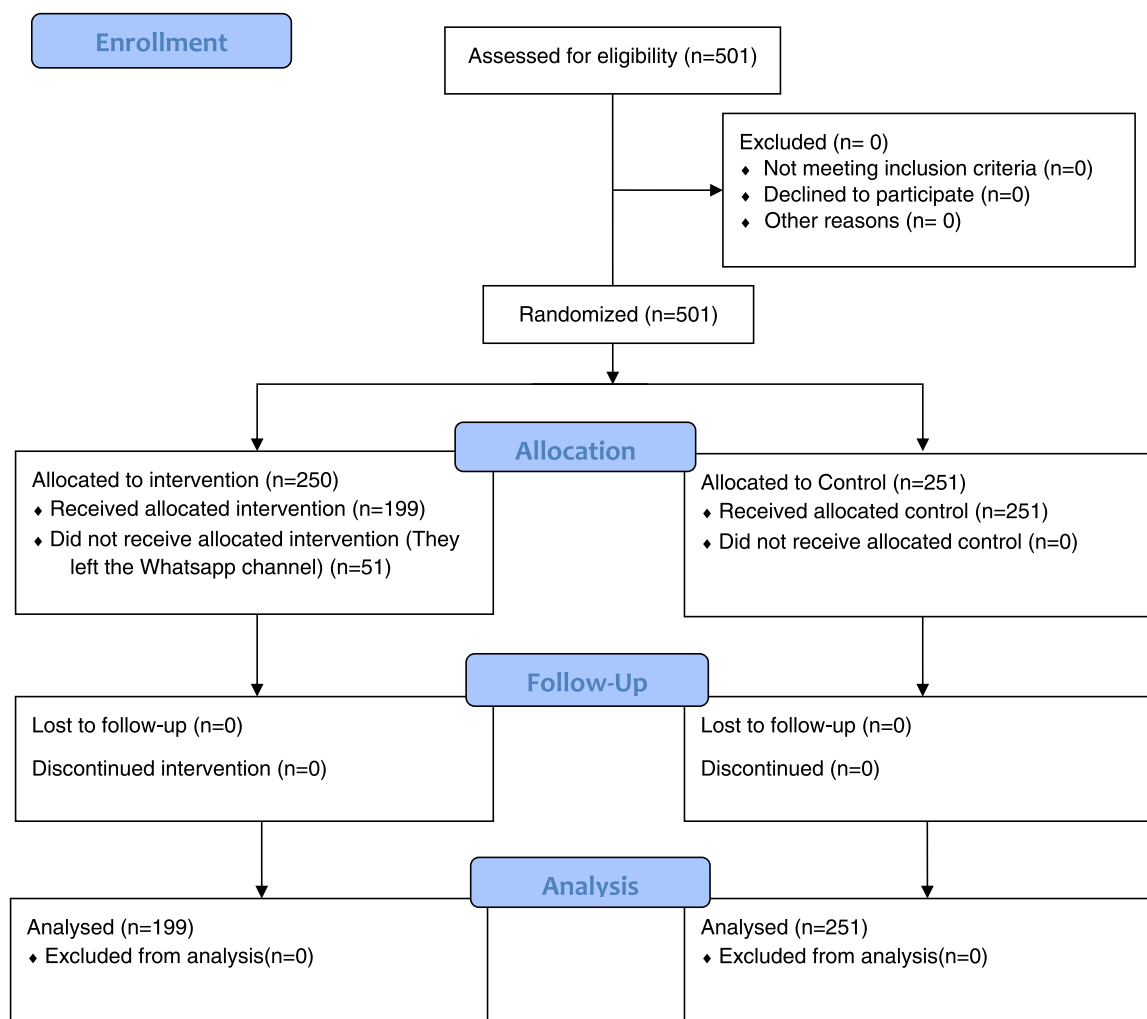 Enrollment
Assessed for eligibility (n=501)
Excluded (n= 0)
♦ Not meeting inclusion criteria (n=0)
♦ Declined to participate (n=0)
♦ Other reasons (n= 0)
Randomized (n=501)
Allocation
Allocated to intervention (n=250)
♦ Received allocated intervention (n=199)
♦ Did not receive allocated intervention (They
left the Whatsapp channel) (n=51)
Allocated to Control (n=251)
♦ Received allocated control (n=251)
♦ Did not receive allocated control (n=0)
Follow-Up
Lost to follow-up (n=0)
Discontinued intervention (n=0)
Lost to follow-up (n=0)
Discontinued (n=0)
Analysis
Analysed (n=199)
♦ Excluded from analysis(n=0)
Analysed (n=251)
♦ Excluded from analysis(n=0)